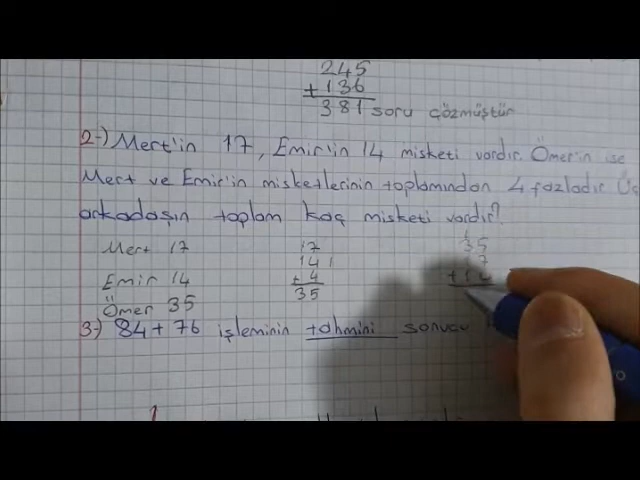 245
+ 136
381 soru çözmüştür
2-) Mert'in 17, Emir'in 14 misketi vardır. Ömer'in ise
Mert ve Emir'in misketlerinin toplamından 4 fazladır. Üç
arkadaşın toplam kaç misketi vardır?
Mert 17
Emir 14
Ömer 35
17
14
+ 4
35
35
3-) 84 + 76 işleminin tahmini sonucu